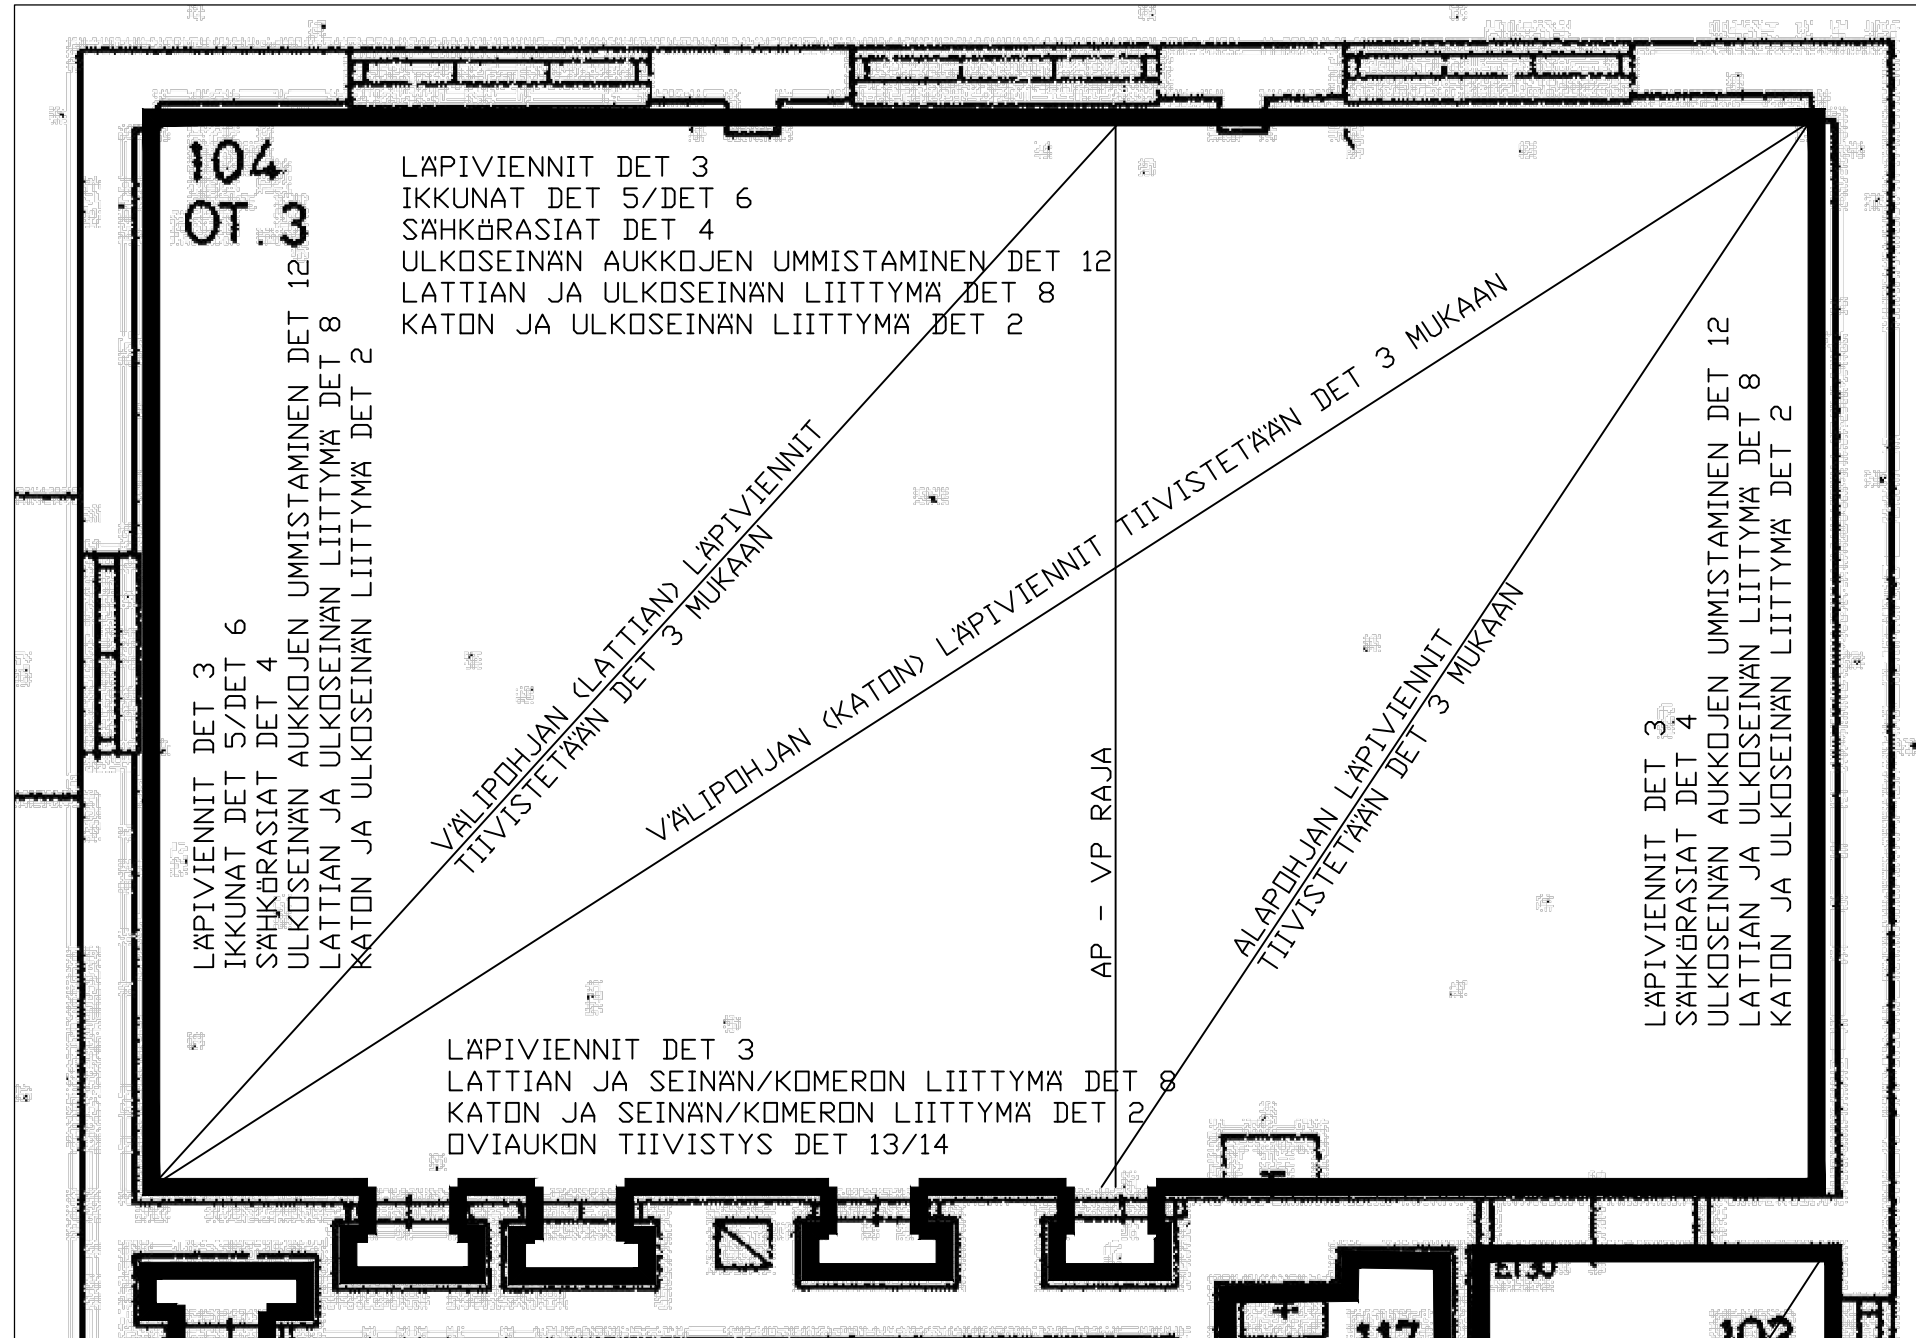 104
OT.3
LÄPIVIENNIT DET 3
IKKUNAT DET 5/DET 6
SÄHKÖRASIAT DET 4
ULKOSEINÄN AUKKOJEN UMMISTAMINEN DET 12
LATTIAN JA ULKOSEINÄN LIITTYMÄ DET 8
KATON JA ULKOSEINÄN LIITTYMÄ DET 2
LÄPIVIENNIT DET 3
IKKUNAT DET 5/DET 6
SÄHKÖRASIAT DET 4
ULKOSEINÄN AUKKOJEN UMMISTAMINEN DET 12
LATTIAN JA ULKOSEINÄN LIITTYMÄ DET 8
KATON JA ULKOSEINÄN LIITTYMÄ DET 2
VÄLIPOHJAN (LATTIAN) LÄPIVIENNIT
TIIVISTETÄÄN DET 3 MUKAAN
VÄLIPOHJAN (KATON) LÄPIVIENNIT TIIVISTETÄÄN DET 3 MUKAAN
AP - VP RAJA
ALAPOHJAN LÄPIVIENNIT
TIIVISTETÄÄN DET 3 MUKAAN
LÄPIVIENNIT DET 3
SÄHKÖRASIAT DET 4
ULKOSEINÄN AUKKOJEN UMMISTAMINEN DET 12
LATTIAN JA ULKOSEINÄN LIITTYMÄ DET 8
KATON JA ULKOSEINÄN LIITTYMÄ DET 2
LÄPIVIENNIT DET 3
LATTIAN JA SEINÄN/KOMERON LIITTYMÄ DET 8
KATON JA SEINÄN/KOMERON LIITTYMÄ DET 2
OVIAUKON TIIVISTYS DET 13/14
117
102